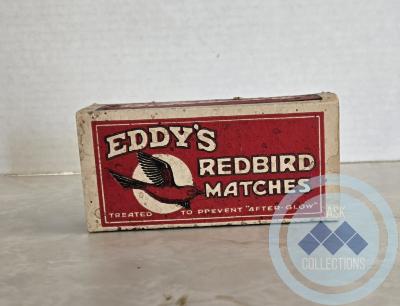 EDDY'S
REDBIRD
MATCHES
TREATED TO PREVENT "AFTER-GLOW"
ASK
COLLECTIONS